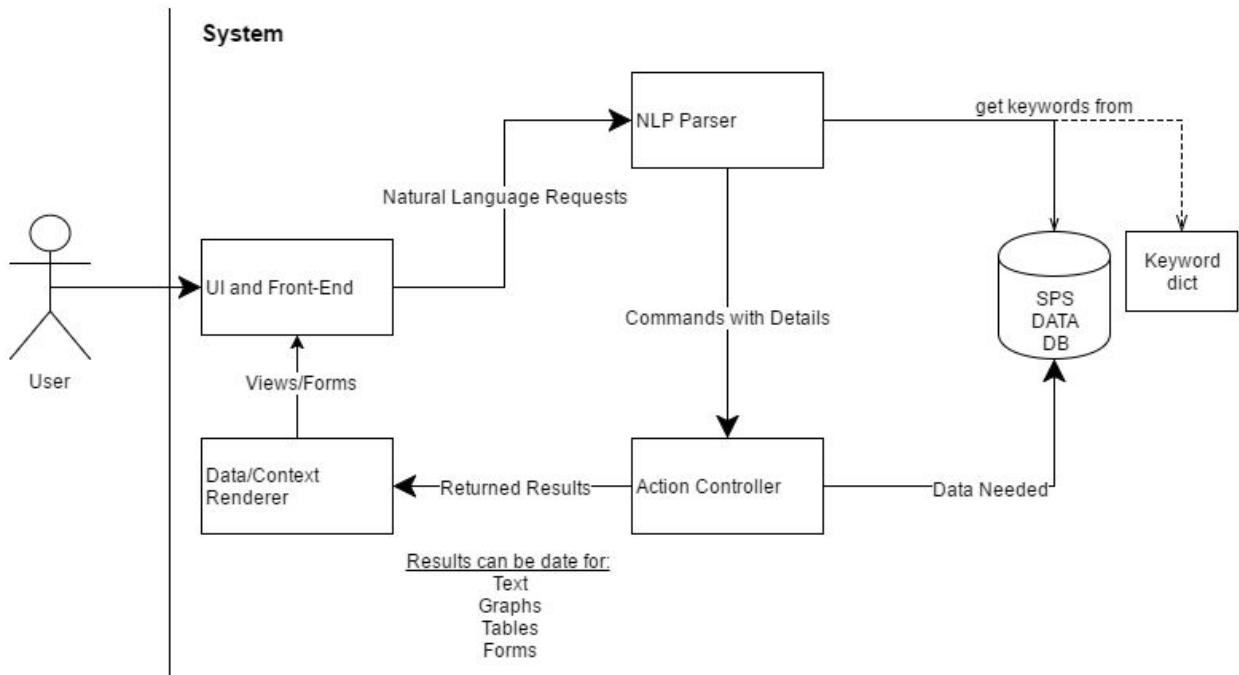 System
get keywords from
NLP Parser
Natural Language Requests
Keyword
dict
UI and Front-End
SPS
DATA
DB
Commands with Details
User
Views/Forms
Data/Context
Renderer
Returned Results
Action Controller
Data Needed
Results can be date for:
Text
Graphs
Tables
Forms